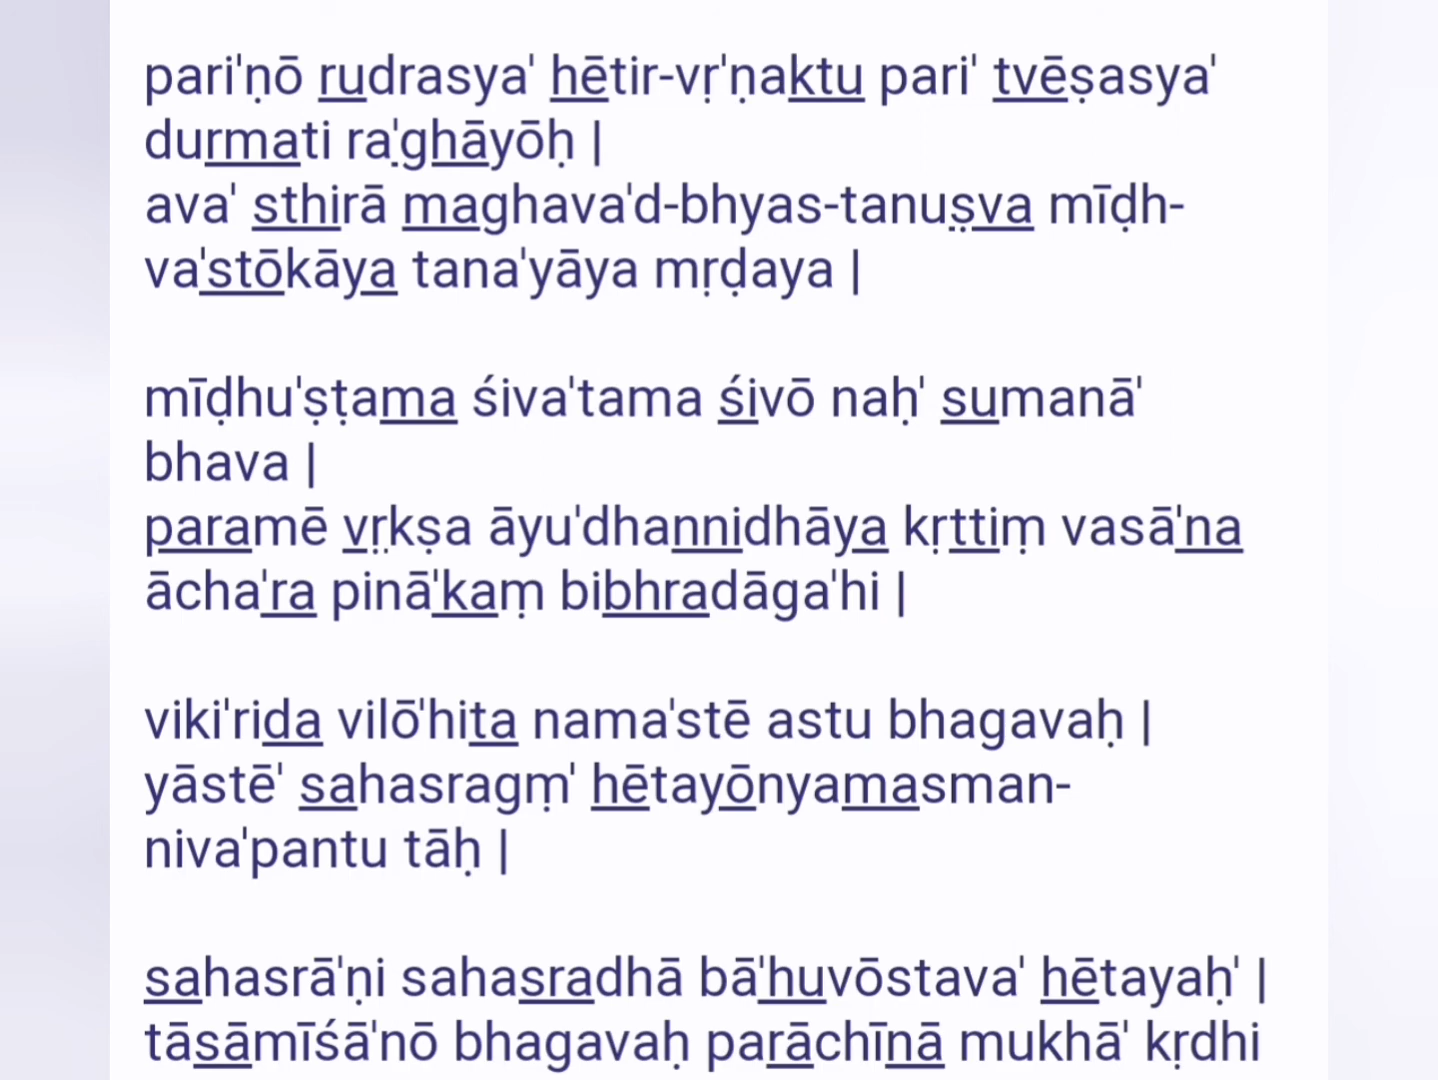 pari'ṇō rudrasya' hētir-vṛ'ṇaktu pari' tvēṣasya'
durmati ra'ghāyōḥ |
ava' sthirā maghava'd-bhyas-tanuṣva mīḍh-
va'stōkāya tana'yāya mṛḍaya |
mīḍhu'ṣṭama śiva'tama śivō naḥ' sumanā'
bhava |
paramē vṛkṣa āyu'dhannidhāya kṛttiṃ vasā'na
ācha'ra pinā'kaṃ bibhradāga'hi |
viki'rida vilō'hita nama'stē astu bhagavaḥ |
yāstē' sahasragṃ' hētayōnyamasman-
niva'pantu tāḥ |
sahasrā'ṇi sahasradhā bā'huvōstava' hētayaḥ' |
tāsāmīśā'nō bhagavaḥ parāchīnā mukhā' kṛdhi